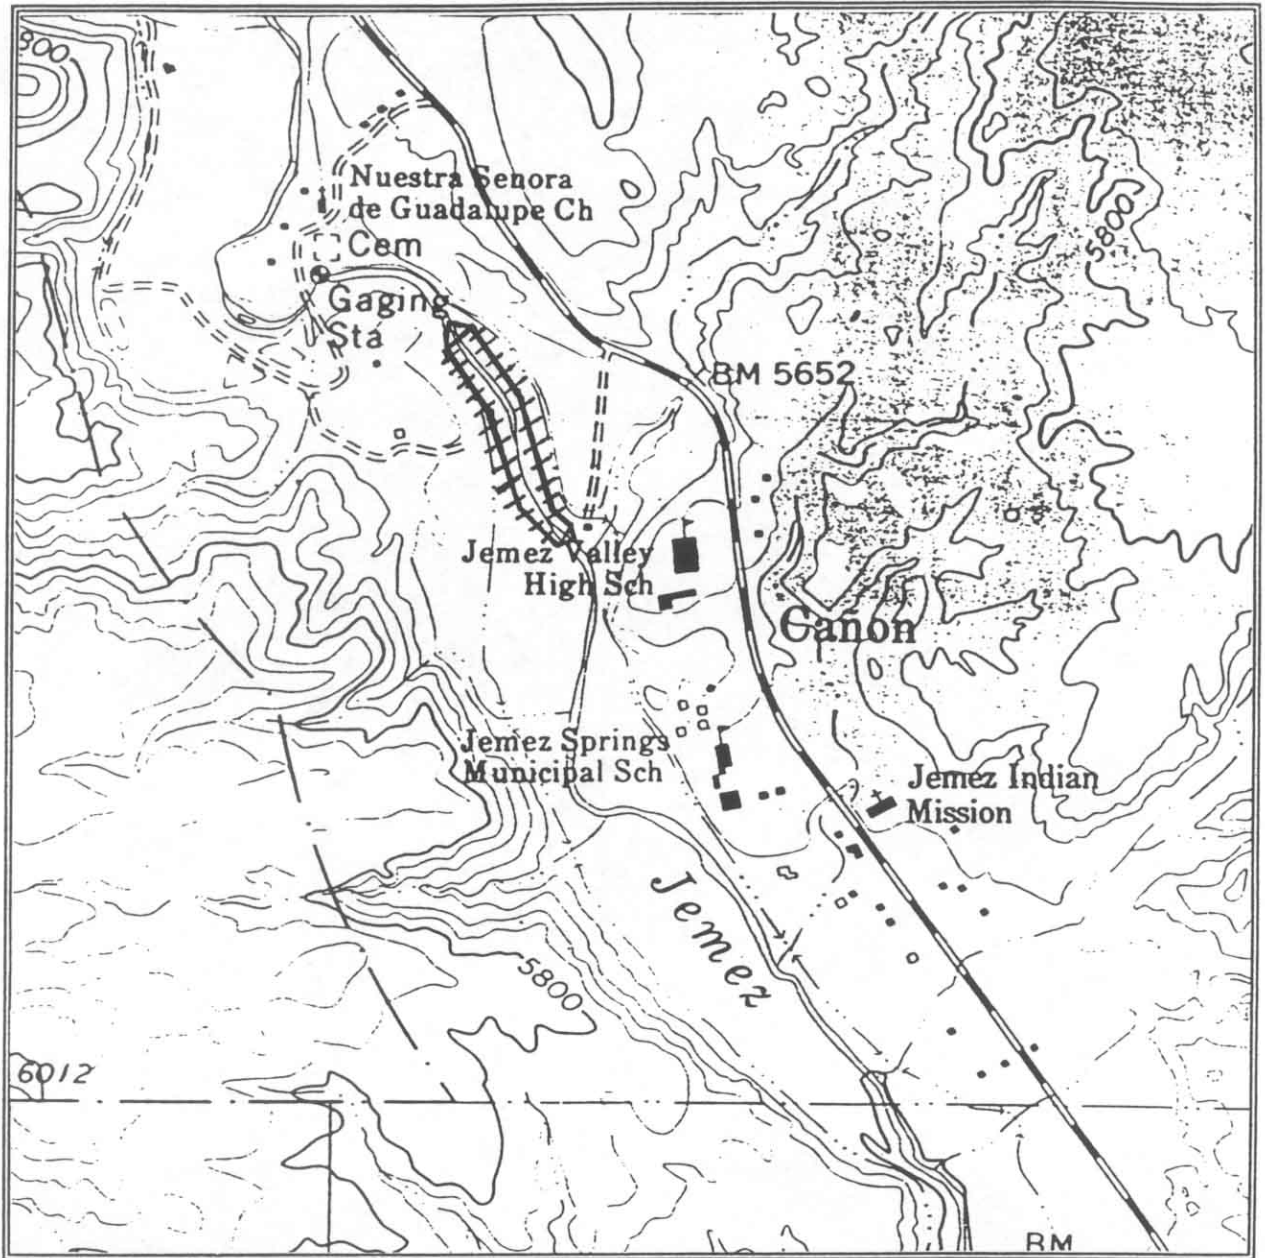 5800
Nuestra Senora
de Guadalupe Ch
Cem
5800
Gaging
Sta
BM 5652
Jemez Valley
High Sch
Cañon
Jemez Springs
Municipal Sch
Jemez Indian
Mission
Jemez
5800
6012
BM